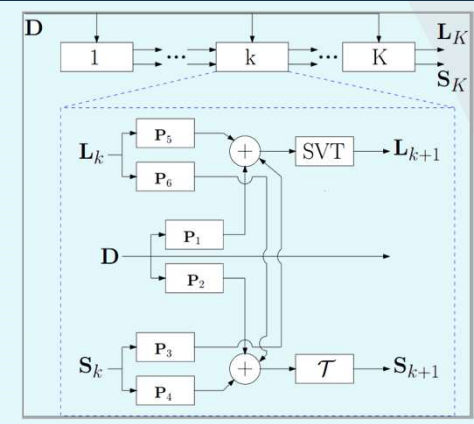 D
1 ... k ... K
L_K
S_K
P_5
L_k + SVT L_{k+1}
P_6
P_1
D
P_2
P_3
S_k + 𝒯 S_{k+1}
P_4